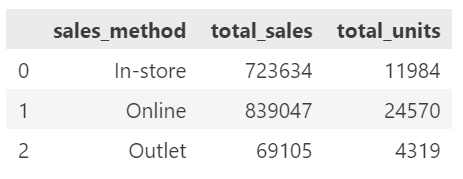 sales_method total_sales total_units
0 In-store 723634 11984
1 Online 839047 24570
2 Outlet 69105 4319